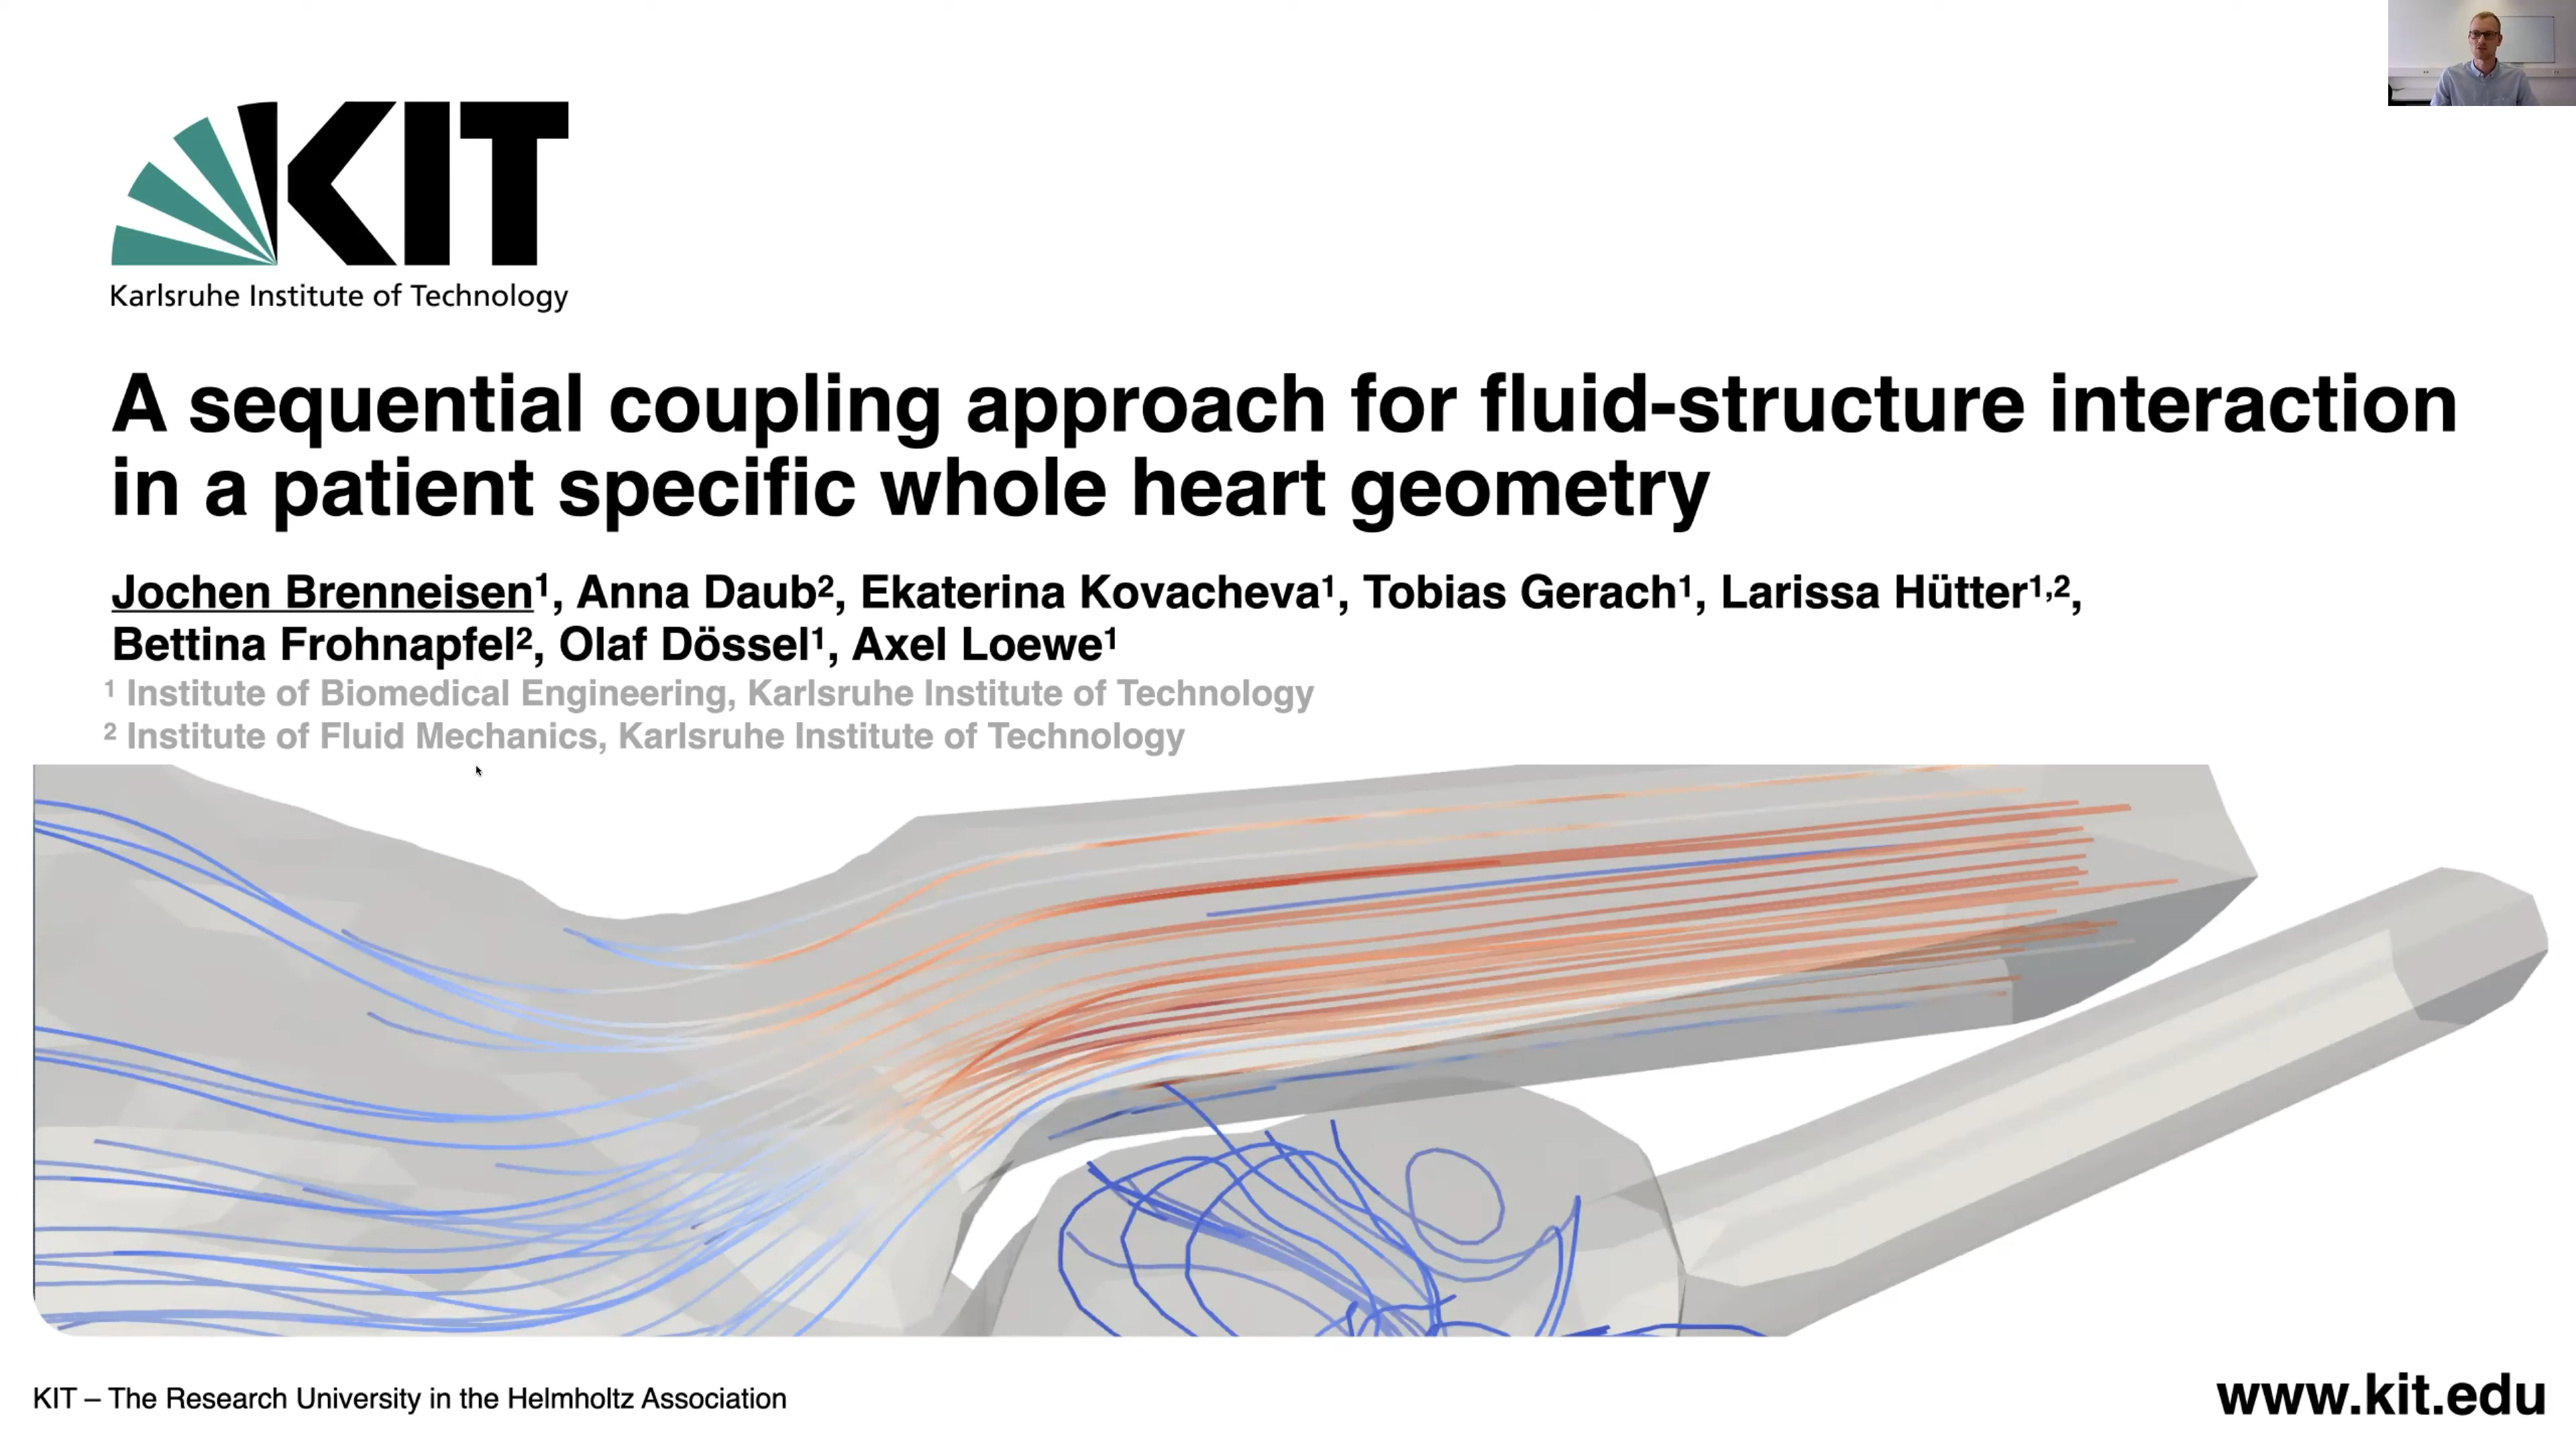 KIT
Karlsruhe Institute of Technology
A sequential coupling approach for fluid-structure interaction
in a patient specific whole heart geometry
Jochen Brenneisen¹, Anna Daub², Ekaterina Kovacheva¹, Tobias Gerach¹, Larissa Hütter¹,²,
Bettina Frohnapfel², Olaf Dössel¹, Axel Loewe¹
¹ Institute of Biomedical Engineering, Karlsruhe Institute of Technology
² Institute of Fluid Mechanics, Karlsruhe Institute of Technology
KIT – The Research University in the Helmholtz Association
www.kit.edu